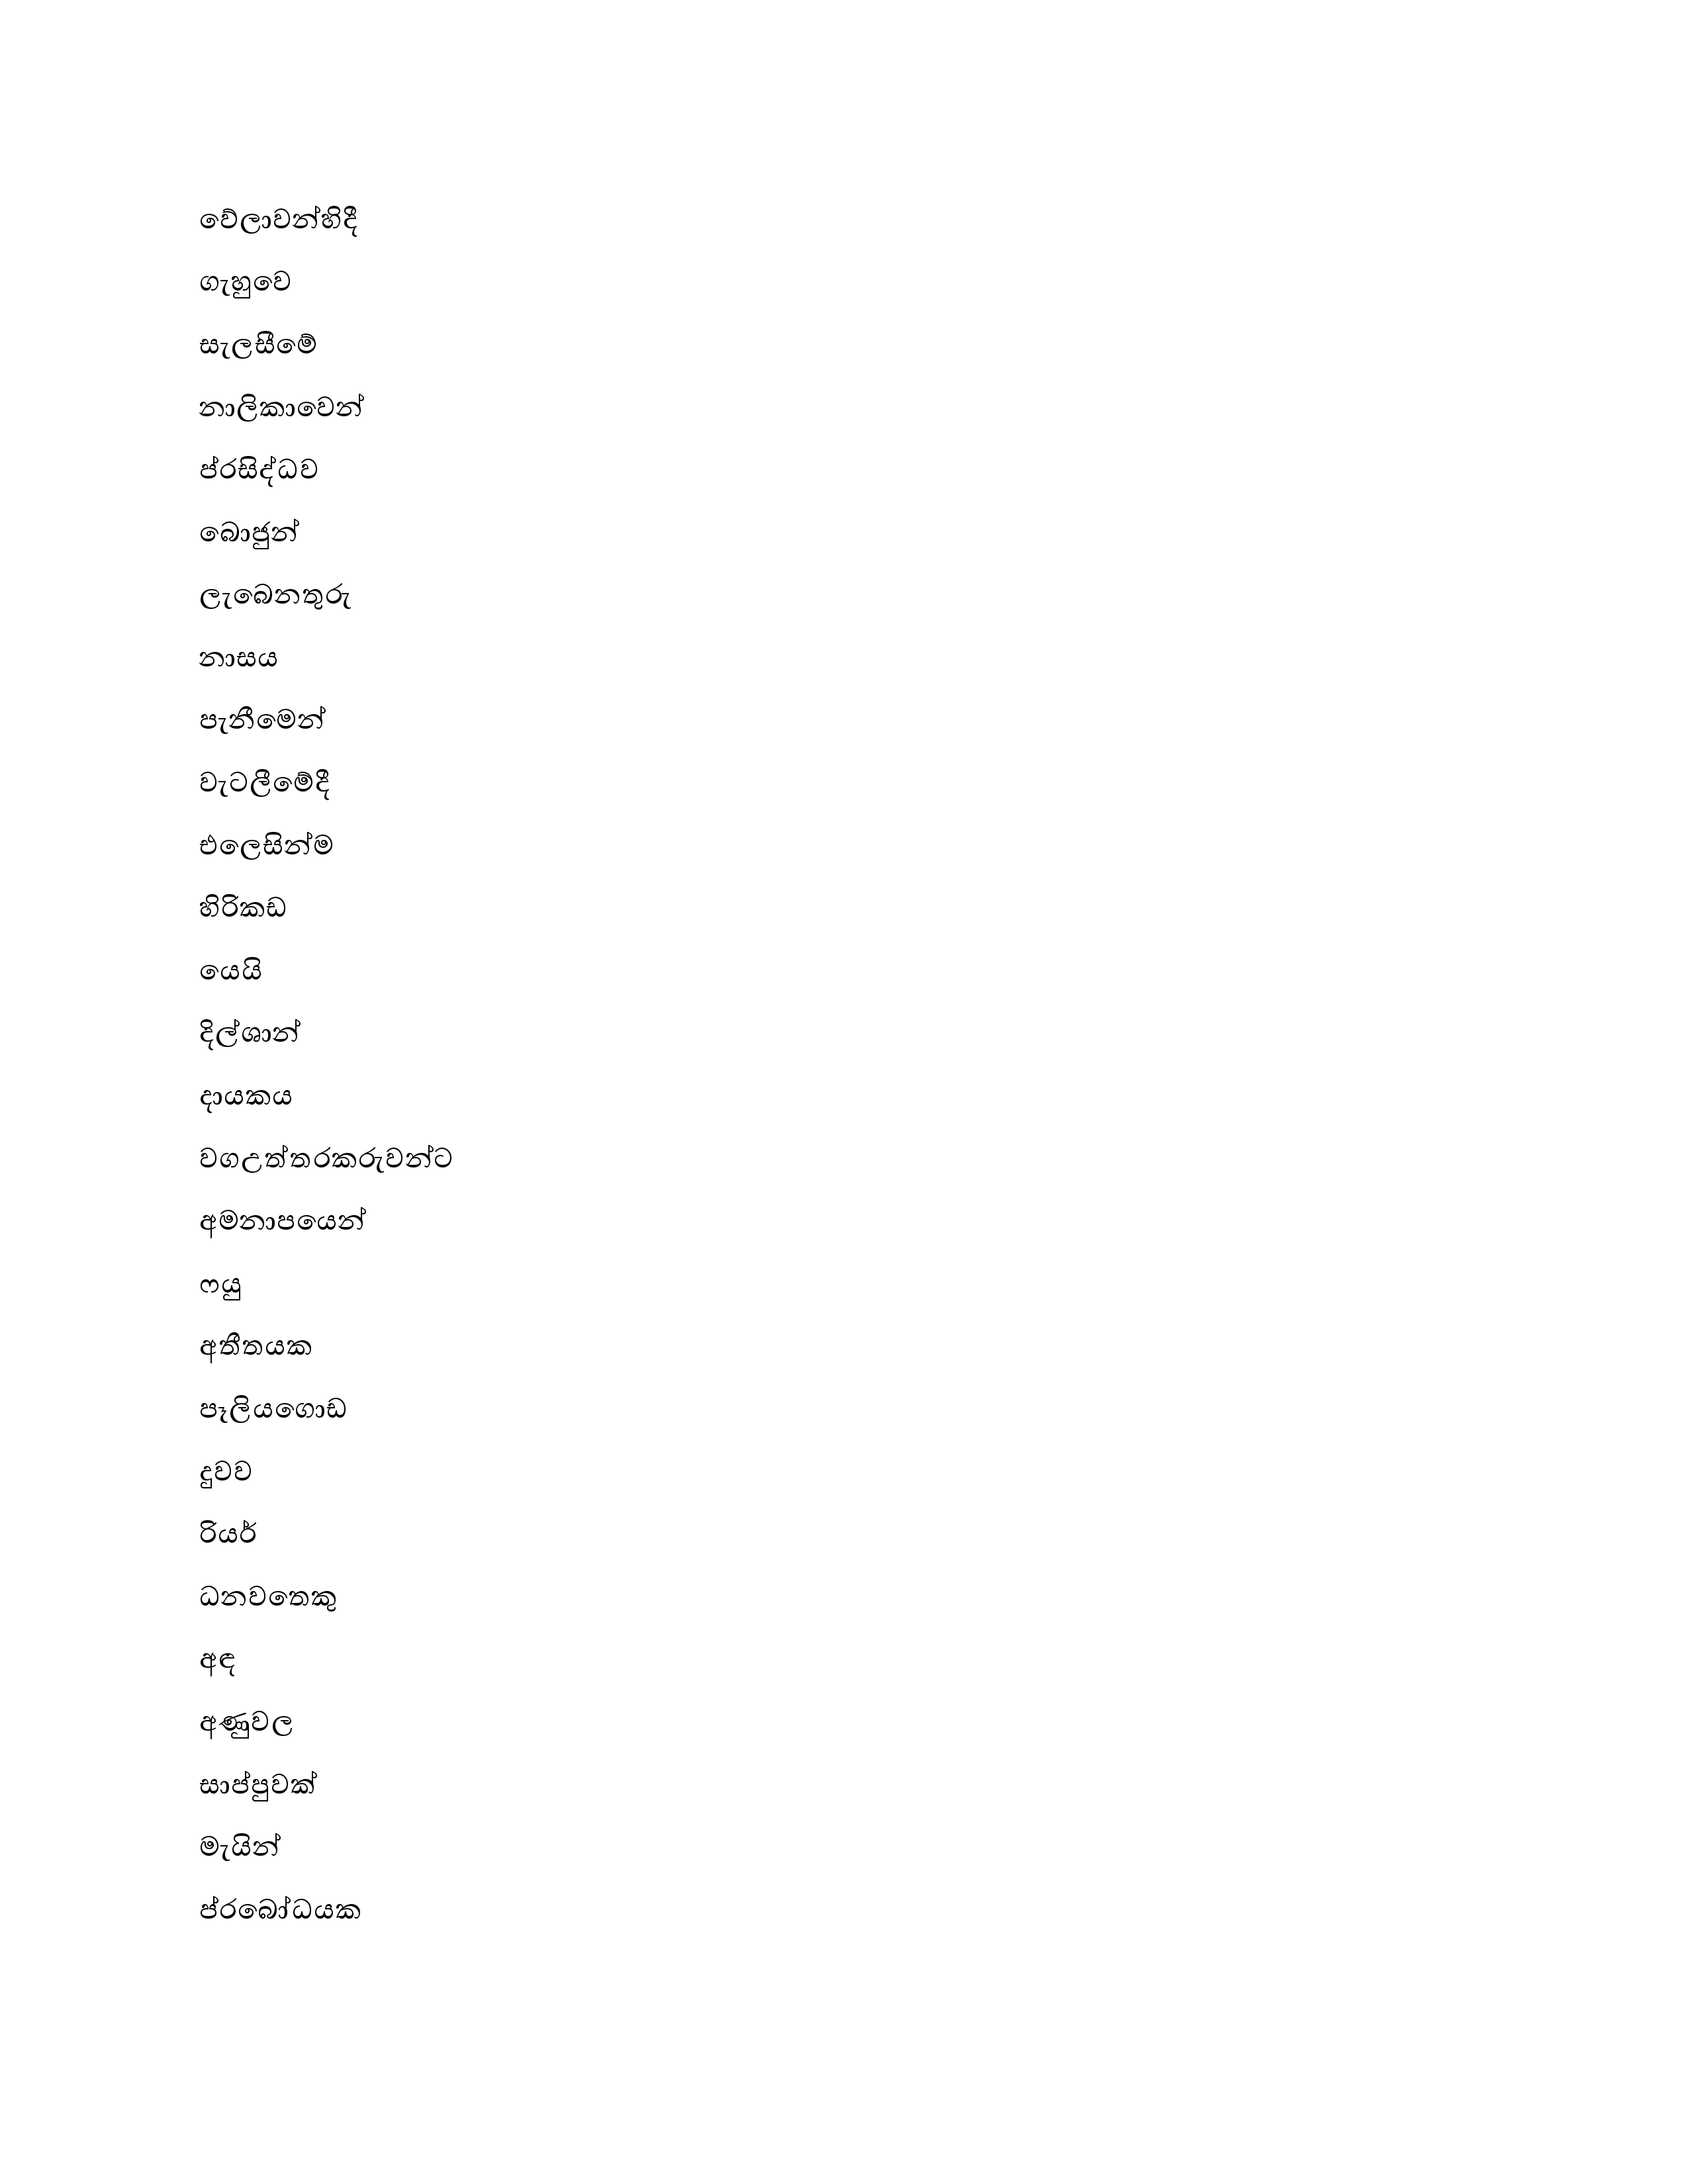 වේලාවන්හිදී
ගැහුවෙ
සැලසීමේ
නාලිකාවෙන්
ප්රසිද්ධව
බොජුන්
ලැබෙනතුරු
නාසය
පැනීමෙන්
වැටලීමේදී
එලෙසින්ම
හිරිකඩ
යෙයි
දිල්ශාන්
දායකය
වගඋත්තරකරුවන්ට
අමනාපයෙන්
ෆයු
අතීතයක
පෑලියගොඩ
දුවව
රියර්
ධනවතෙකු
අඳ
අණුවල
සාප්පුවක්
මැයින්
ප්රබෝධයක